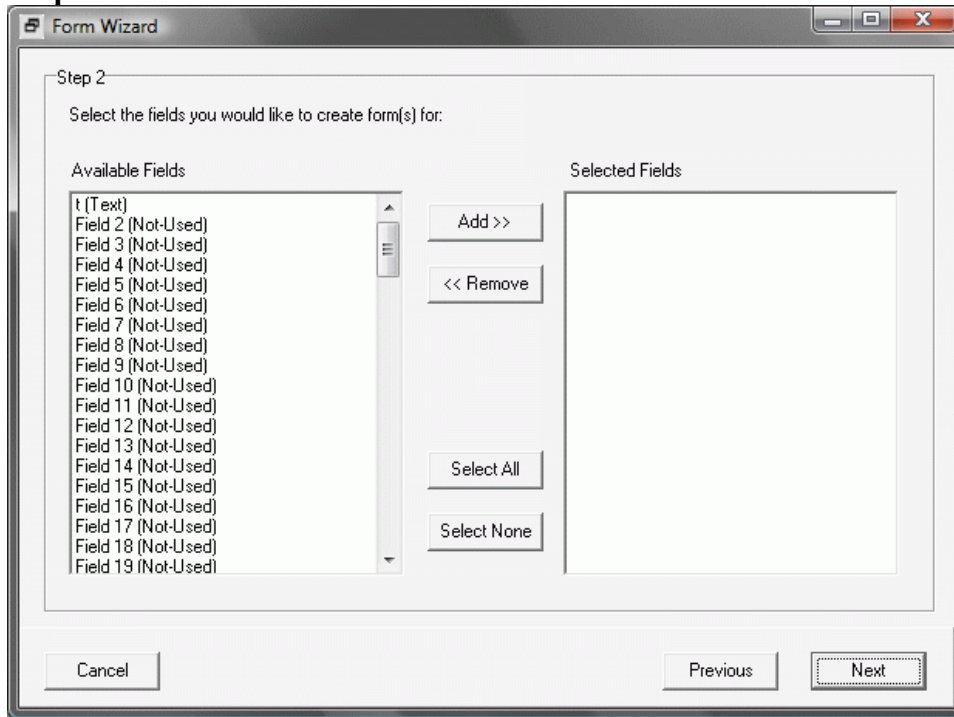 Form Wizard
Step 2
Select the fields you would like to create form(s) for:
Available Fields
Selected Fields
t (Text)
Field 2 (Not-Used)
Field 3 (Not-Used)
Field 4 (Not-Used)
Field 5 (Not-Used)
Field 6 (Not-Used)
Field 7 (Not-Used)
Field 8 (Not-Used)
Field 9 (Not-Used)
Field 10 (Not-Used)
Field 11 (Not-Used)
Field 12 (Not-Used)
Field 13 (Not-Used)
Field 14 (Not-Used)
Field 15 (Not-Used)
Field 16 (Not-Used)
Field 17 (Not-Used)
Field 18 (Not-Used)
Field 19 (Not-Used)
Add >>
<< Remove
Select All
Select None
Cancel
Previous
Next